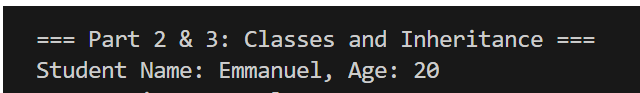 === Part 2 & 3: Classes and Inheritance ===
Student Name: Emmanuel, Age: 20